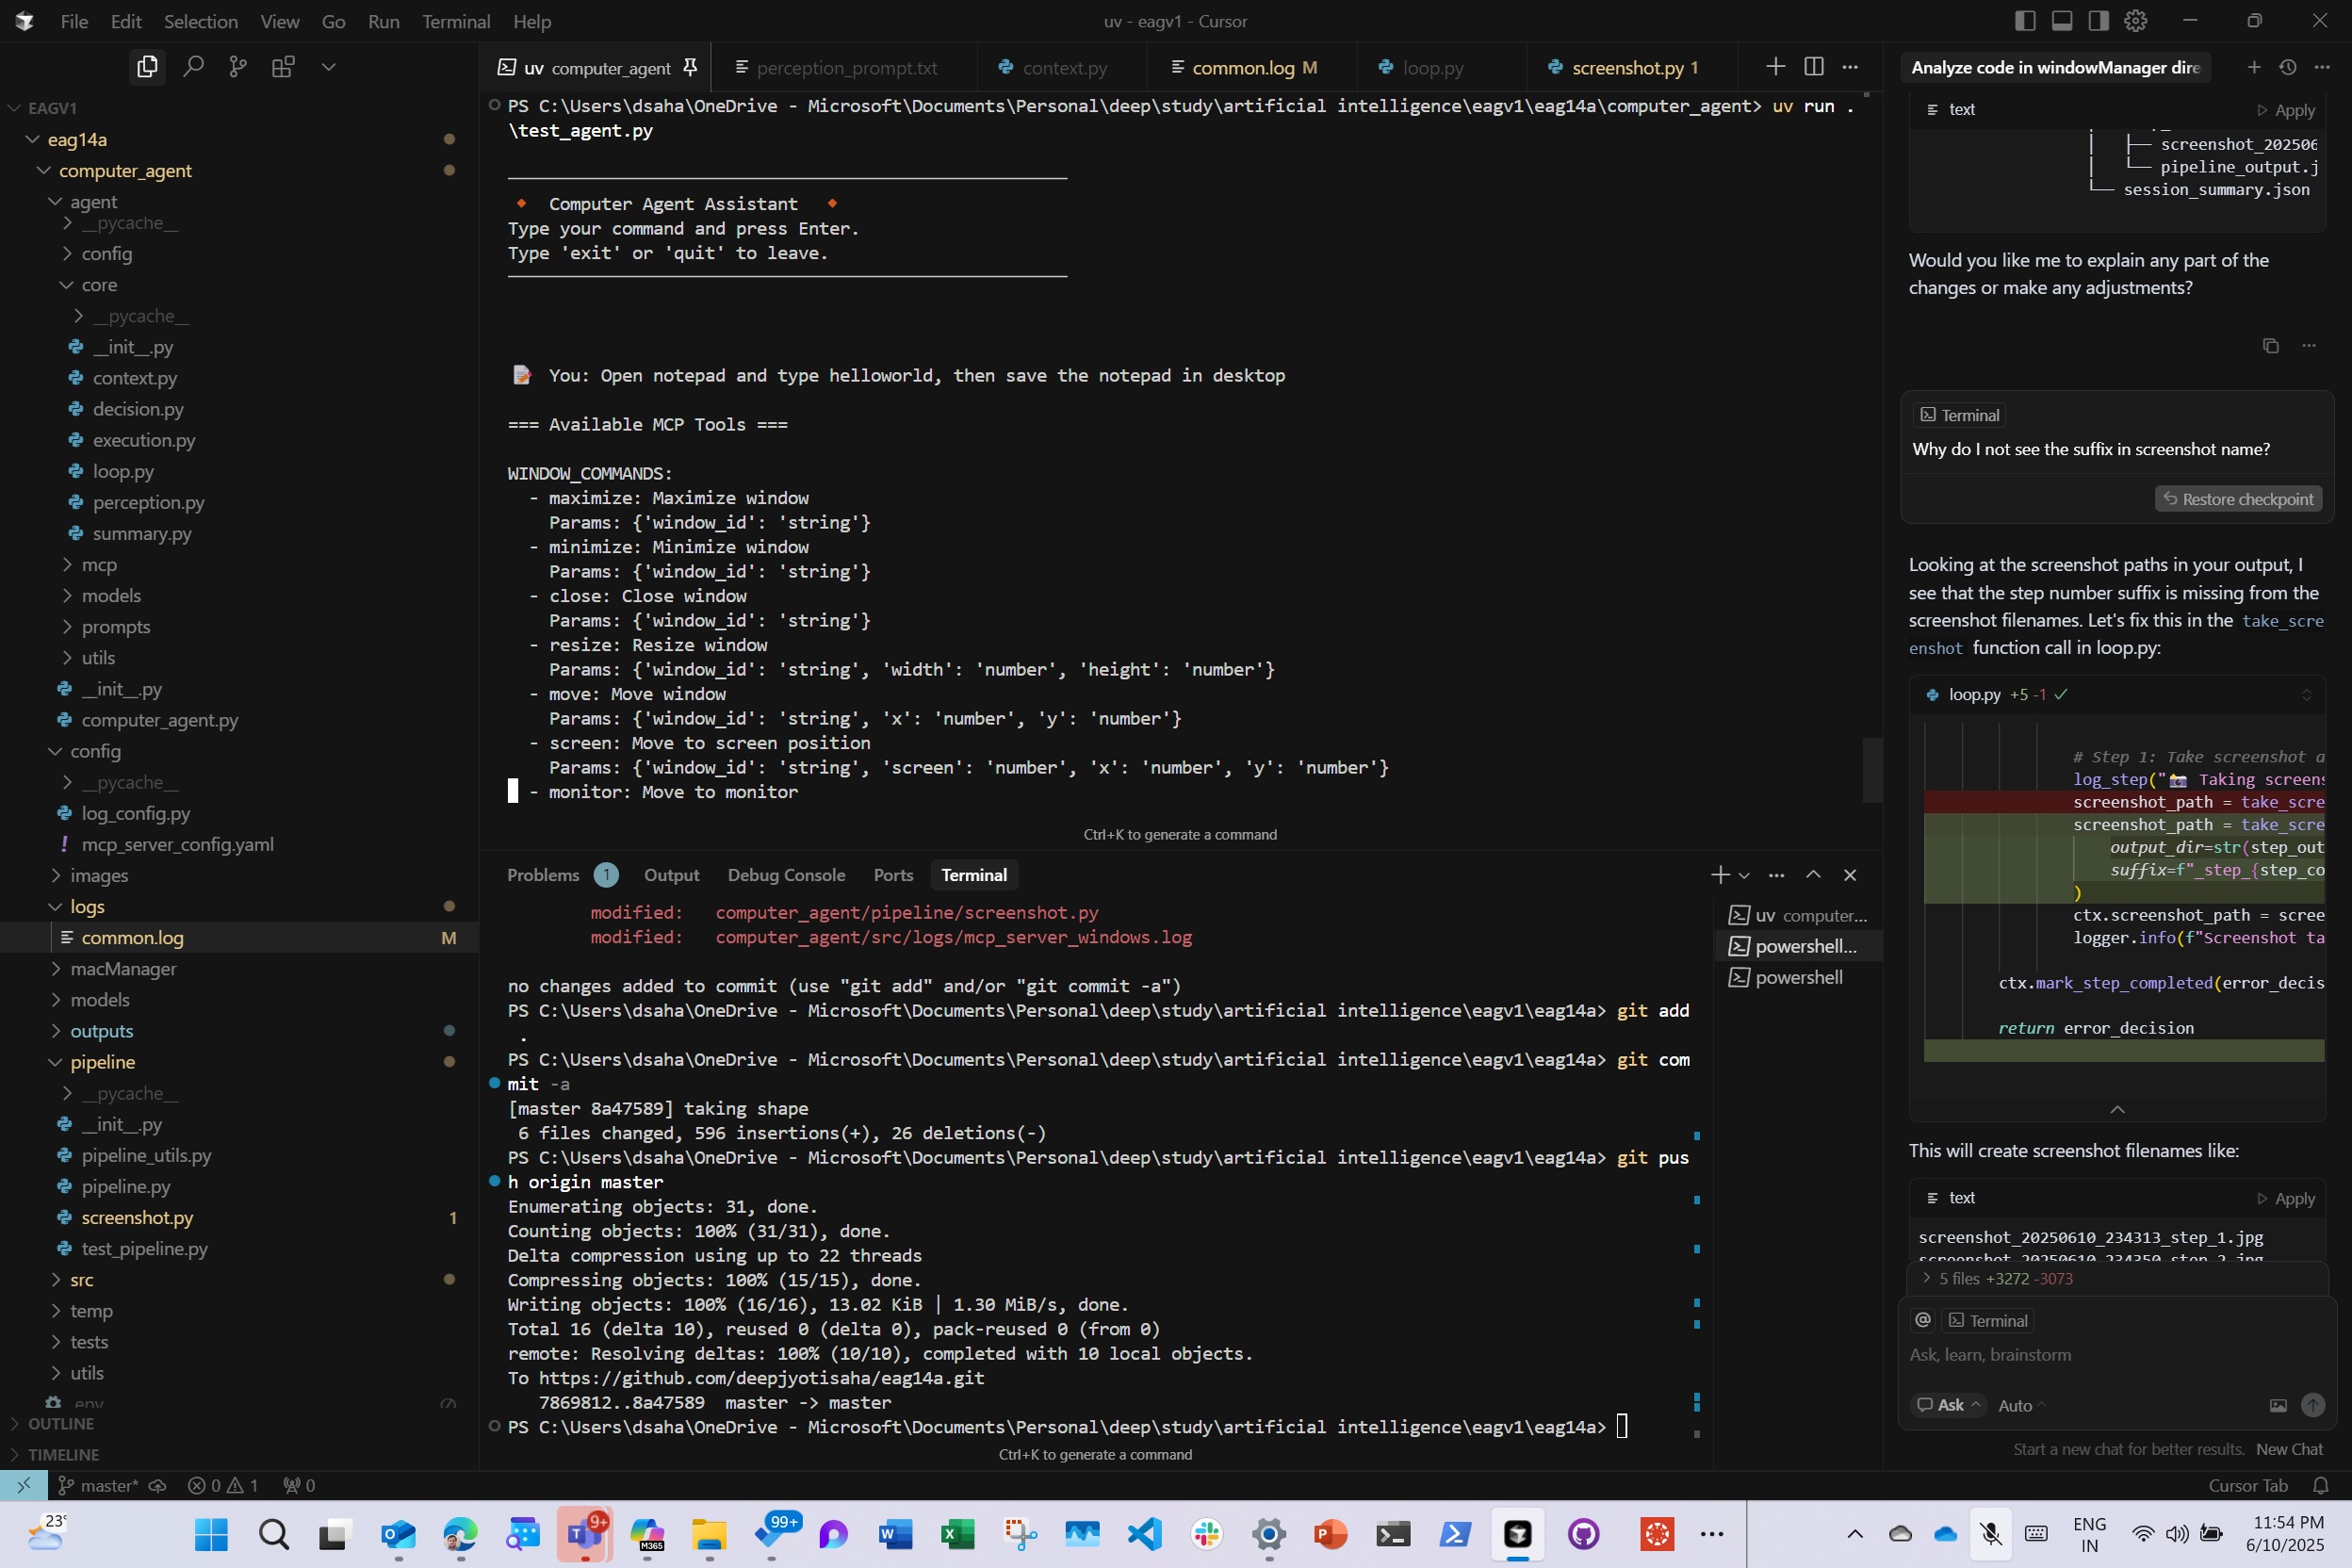 File Edit Selection View Go Run Terminal Help
uv - eagv1 - Cursor
EAGV1
eag14a
computer_agent
agent
__pycache__
config
core
__pycache__
__init__.py
context.py
decision.py
execution.py
loop.py
perception.py
summary.py
mcp
models
prompts
utils
__init__.py
computer_agent.py
config
__pycache__
log_config.py
! mcp_server_config.yaml
images
logs
common.log M
macManager
models
outputs
pipeline
__pycache__
__init__.py
pipeline_utils.py
pipeline.py
screenshot.py 1
test_pipeline.py
src
temp
tests
utils
.env
OUTLINE
TIMELINE
uv computer_agent
perception_prompt.txt
context.py
common.log M
loop.py
screenshot.py 1
PS C:\Users\dsaha\OneDrive - Microsoft\Documents\Personal\deep\study\artificial intelligence\eagv1\eag14a\computer_agent> uv run .
\test_agent.py
Computer Agent Assistant
Type your command and press Enter.
Type 'exit' or 'quit' to leave.
You: Open notepad and type helloworld, then save the notepad in desktop
=== Available MCP Tools ===
WINDOW_COMMANDS:
- maximize: Maximize window
Params: {'window_id': 'string'}
- minimize: Minimize window
Params: {'window_id': 'string'}
- close: Close window
Params: {'window_id': 'string'}
- resize: Resize window
Params: {'window_id': 'string', 'width': 'number', 'height': 'number'}
- move: Move window
Params: {'window_id': 'string', 'x': 'number', 'y': 'number'}
- screen: Move to screen position
Params: {'window_id': 'string', 'screen': 'number', 'x': 'number', 'y': 'number'}
- monitor: Move to monitor
Ctrl+K to generate a command
Problems 1 Output Debug Console Ports Terminal
modified: computer_agent/pipeline/screenshot.py
modified: computer_agent/src/logs/mcp_server_windows.log
no changes added to commit (use "git add" and/or "git commit -a")
PS C:\Users\dsaha\OneDrive - Microsoft\Documents\Personal\deep\study\artificial intelligence\eagv1\eag14a> git add
.
PS C:\Users\dsaha\OneDrive - Microsoft\Documents\Personal\deep\study\artificial intelligence\eagv1\eag14a> git com
mit -a
[master 8a47589] taking shape
6 files changed, 596 insertions(+), 26 deletions(-)
PS C:\Users\dsaha\OneDrive - Microsoft\Documents\Personal\deep\study\artificial intelligence\eagv1\eag14a> git pus
h origin master
Enumerating objects: 31, done.
Counting objects: 100% (31/31), done.
Delta compression using up to 22 threads
Compressing objects: 100% (15/15), done.
Writing objects: 100% (16/16), 13.02 KiB | 1.30 MiB/s, done.
Total 16 (delta 10), reused 0 (delta 0), pack-reused 0 (from 0)
remote: Resolving deltas: 100% (10/10), completed with 10 local objects.
To https://github.com/deepjyotisaha/eag14a.git
7869812..8a47589 master -> master
PS C:\Users\dsaha\OneDrive - Microsoft\Documents\Personal\deep\study\artificial intelligence\eagv1\eag14a>
Ctrl+K to generate a command
uv computer...
powershell...
powershell
Analyze code in windowManager dire
text Apply
├── screenshot_202506
└── pipeline_output.j
└── session_summary.json
Would you like me to explain any part of the
changes or make any adjustments?
Terminal
Why do I not see the suffix in screenshot name?
Restore checkpoint
Looking at the screenshot paths in your output, I
see that the step number suffix is missing from the
screenshot filenames. Let's fix this in the take_scre
enshot function call in loop.py:
loop.py +5 -1
# Step 1: Take screenshot a
log_step("📸 Taking screens
screenshot_path = take_scre
screenshot_path = take_scre
output_dir=str(step_out
suffix=f"_step_{step_co
)
ctx.screenshot_path = scree
logger.info(f"Screenshot ta
ctx.mark_step_completed(error_decis
return error_decision
This will create screenshot filenames like:
text Apply
screenshot_20250610_234313_step_1.jpg
screenshot_20250610_234350_step_2.jpg
5 files +3272 -3073
@ Terminal
Ask, learn, brainstorm
Ask Auto
Start a new chat for better results. New Chat
master* 0 1 0
Cursor Tab
23°
9+
M365
99+
ENG
IN
11:54 PM
6/10/2025